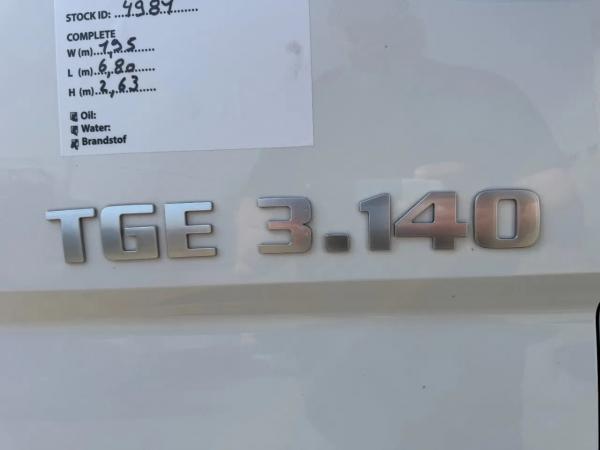 STOCK ID: ...4987.......
COMPLETE
W (m)...1,95......
L (m)...6,80......
H (m)...2,63......
Oil:
Water:
Brandstof
TGE 3.140